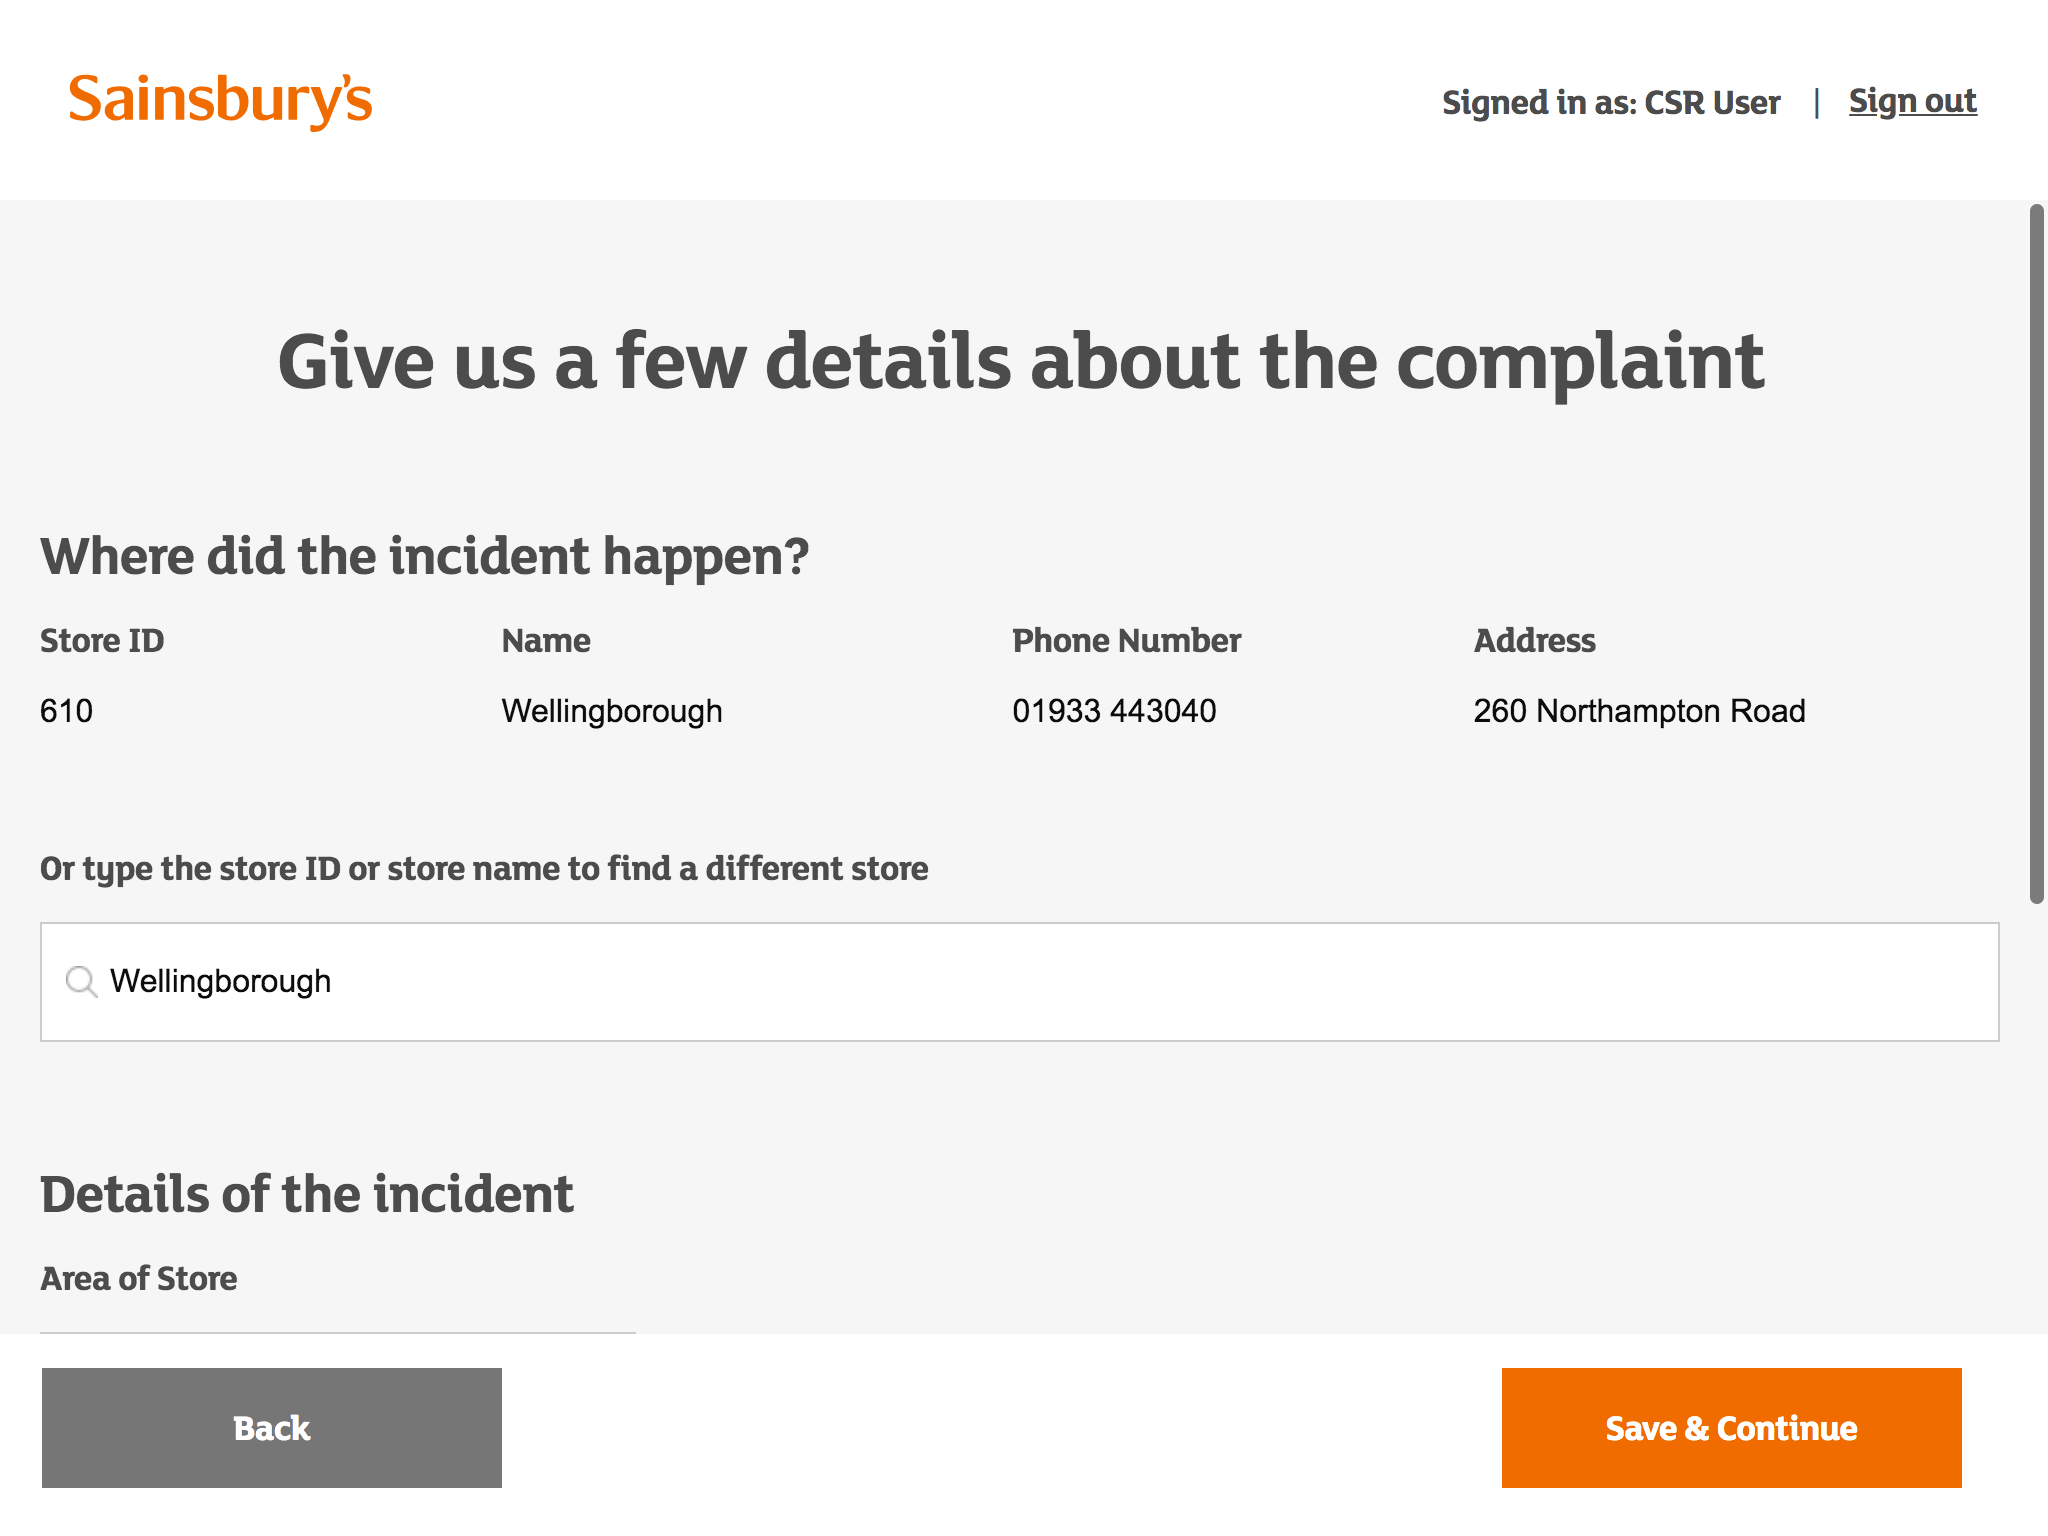 Sainsbury's
Signed in as: CSR User | Sign out
Give us a few details about the complaint
Where did the incident happen?
Store ID Name Phone Number Address
610 Wellingborough 01933 443040 260 Northampton Road
Or type the store ID or store name to find a different store
Wellingborough
Details of the incident
Area of Store
Back Save & Continue